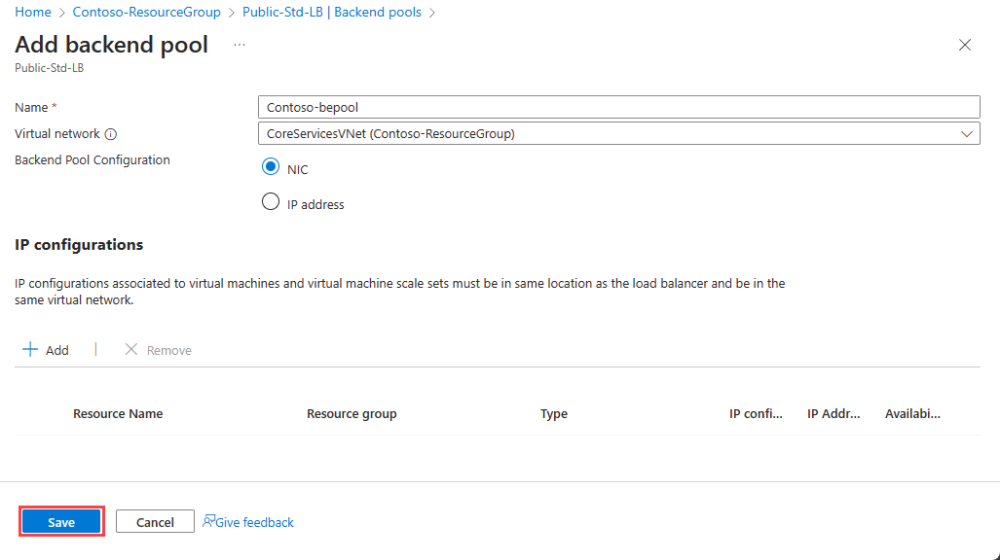 Home > Contoso-ResourceGroup > Public-Std-LB | Backend pools >
Add backend pool ...
Public-Std-LB
Name * Contoso-bepool
Virtual network CoreServicesVNet (Contoso-ResourceGroup)
Backend Pool Configuration NIC
IP address
IP configurations
IP configurations associated to virtual machines and virtual machine scale sets must be in same location as the load balancer and be in the
same virtual network.
Add | Remove
Resource Name Resource group Type IP confi... IP Addr... Availabi...
Save Cancel Give feedback